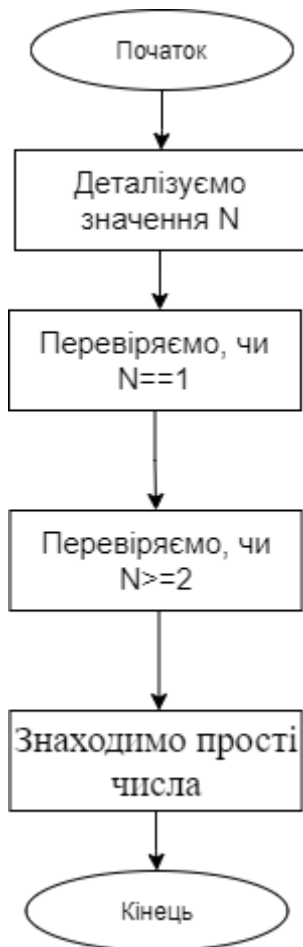 Початок
Деталізуємо
значення N
Перевіряємо, чи
N==1
Перевіряємо, чи
N>=2
Знаходимо прості
числа
Кінець